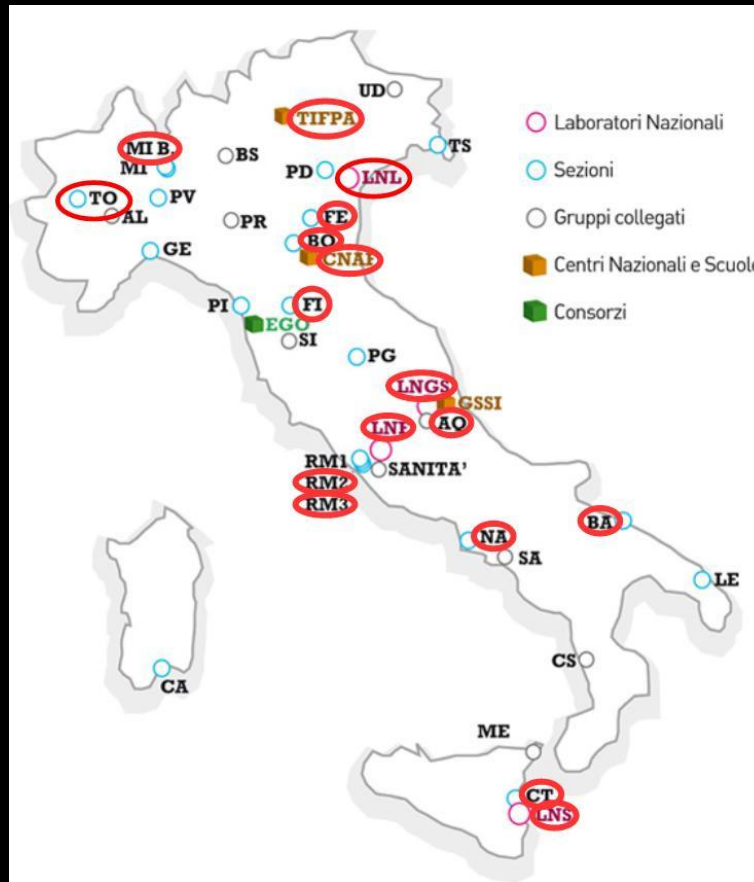 UD
TIFPA
MI B
MI
BS
PD
LNL
TS
TO
AL
PV
PR
FE
BO
CNAF
GE
PI
FI
EGO
SI
PG
LNGS
GSSI
LNF
AQ
RM1
SANITA'
RM2
RM3
NA
SA
BA
LE
CA
CS
ME
CT
LNS
Laboratori Nazionali
Sezioni
Gruppi collegati
Centri Nazionali e Scuole
Consorzi